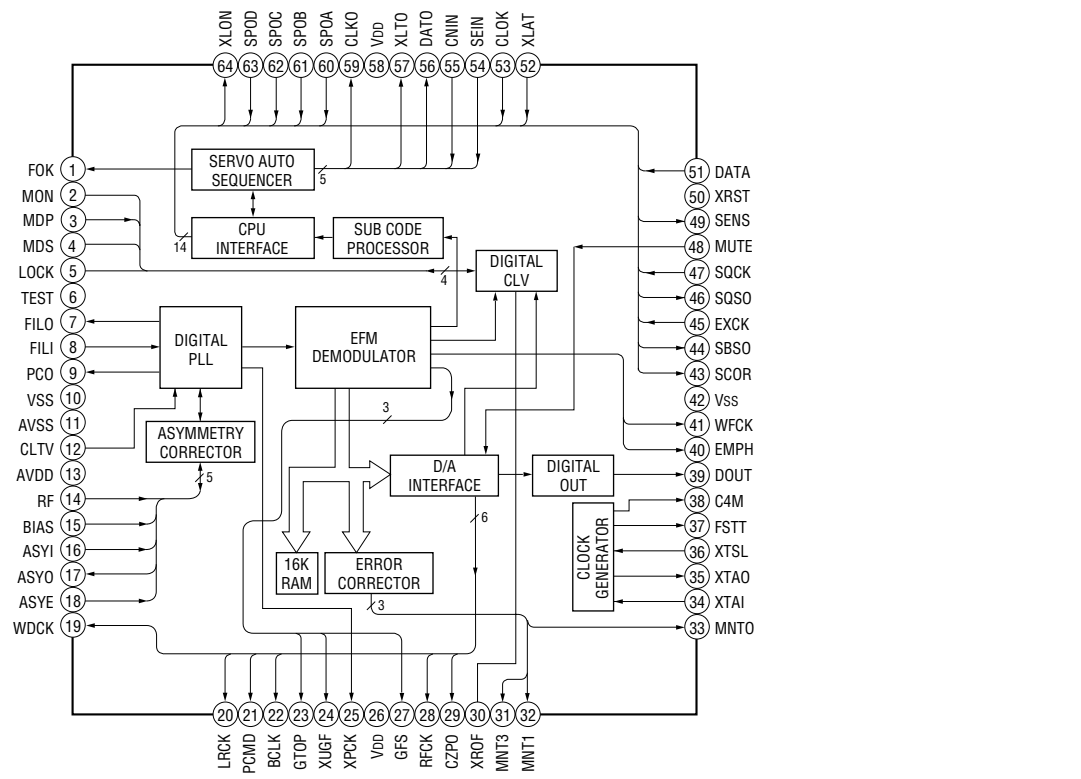 XLON
SPOD
SPOC
SPOB
SPOA
CLKO
VDD
XLTO
DATO
CNIN
SEIN
CLOK
XLAT
64 63 62 61 60 59 58 57 56 55 54 53 52
FOK 1
MON 2
MDP 3
MDS 4
LOCK 5
TEST 6
FILO 7
FILI 8
PCO 9
VSS 10
AVSS 11
CLTV 12
AVDD 13
RF 14
BIAS 15
ASYI 16
ASYO 17
ASYE 18
WDCK 19
SERVO AUTO
SEQUENCER
5
CPU
INTERFACE
14
SUB CODE
PROCESSOR
DIGITAL
CLV
4
DIGITAL
PLL
EFM
DEMODULATOR
3
ASYMMETRY
CORRECTOR
5
D/A
INTERFACE
6
DIGITAL
OUT
16K
RAM
ERROR
CORRECTOR
3
CLOCK
GENERATOR
51 DATA
50 XRST
49 SENS
48 MUTE
47 SQCK
46 SQSO
45 EXCK
44 SBSO
43 SCOR
42 VSS
41 WFCK
40 EMPH
39 DOUT
38 C4M
37 FSTT
36 XTSL
35 XTAO
34 XTAI
33 MNTO
20 21 22 23 24 25 26 27 28 29 30 31 32
LRCK
PCMD
BCLK
GTOP
XUGF
XPCK
VDD
GFS
RFCK
CZPO
XROF
MNT3
MNT1